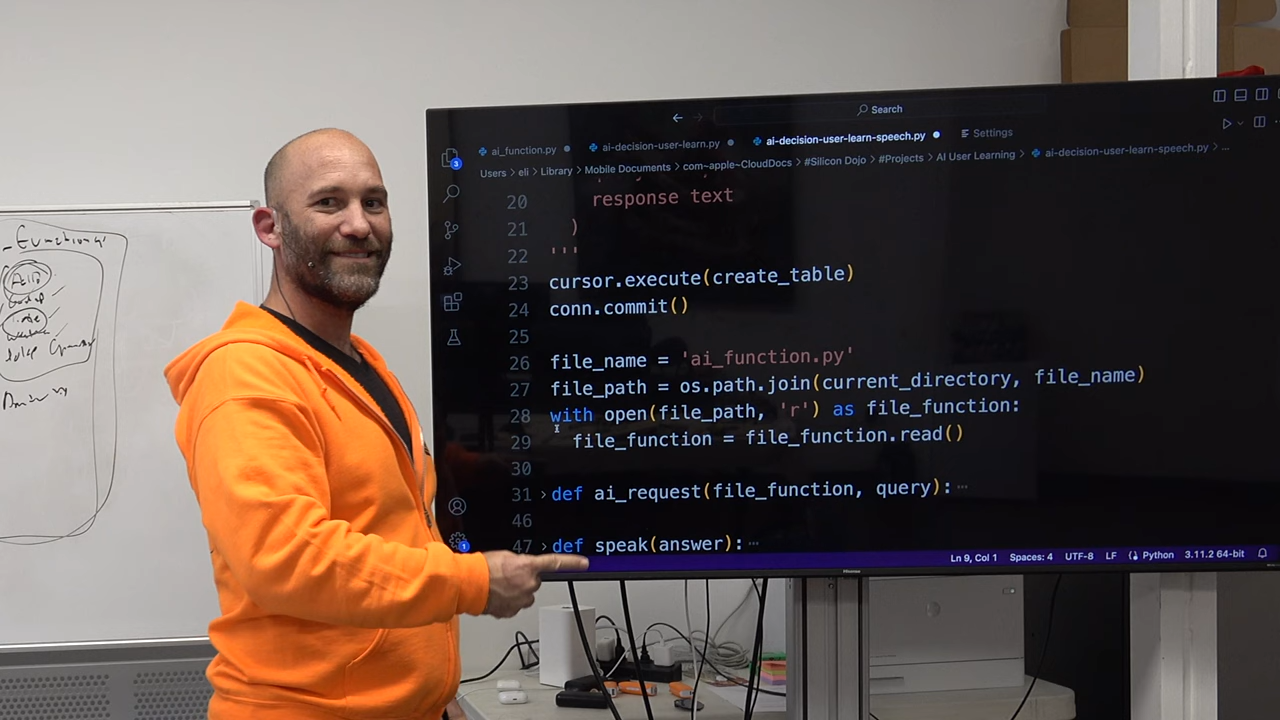 Search
ai_function.py
ai-decision-user-learn.py
ai-decision-user-learn-speech.py
Settings
Users > eli > Library > Mobile Documents > com~apple~CloudDocs > #Silicon Dojo > #Projects > AI User Learning > ai-decision-user-learn-speech.py > ...
3
20 response text
21 )
22 '''
23 cursor.execute(create_table)
24 conn.commit()
25
26 file_name = 'ai_function.py'
27 file_path = os.path.join(current_directory, file_name)
28 with open(file_path, 'r') as file_function:
29 file_function = file_function.read()
30
31 > def ai_request(file_function, query): ...
46
47 > def speak(answer): ...
1
Ln 9, Col 1 Spaces: 4 UTF-8 LF Python 3.11.2 64-bit
Hisense